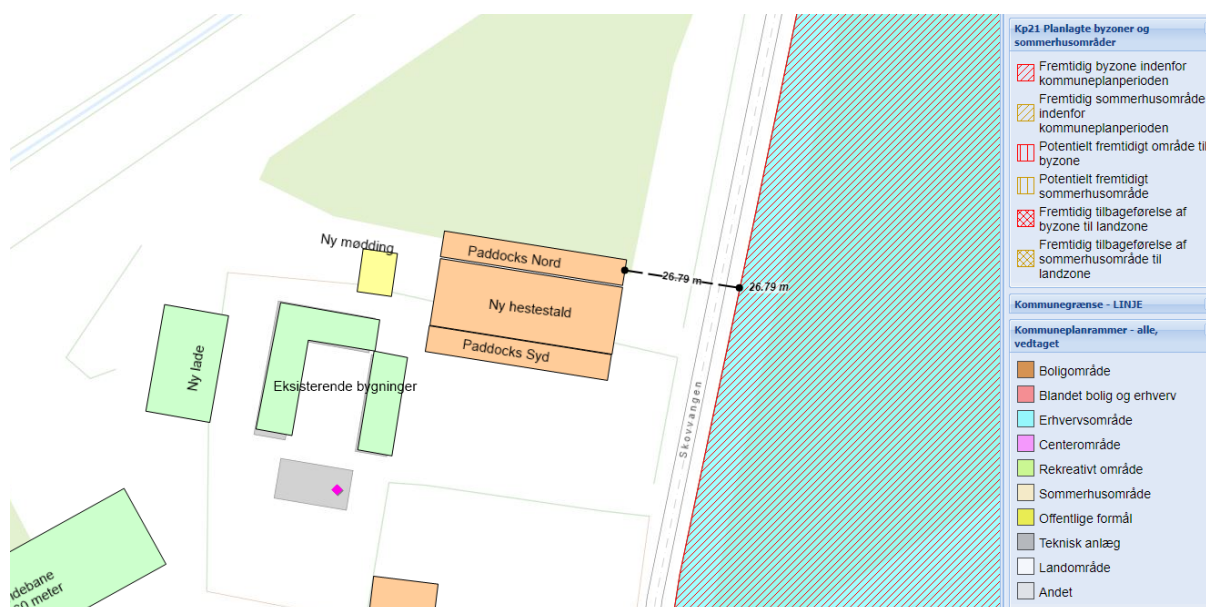 Ny mødding
Paddocks Nord
Ny hestestald
Paddocks Syd
26.79 m
26.79 m
Ny lade
Eksisterende bygninger
Skovvangen
meter
Kp21 Planlagte byzoner og
sommerhusområder
Fremtidig byzone indenfor
kommuneplanperioden
Fremtidig sommerhusområde
indenfor
kommuneplanperioden
Potentielt fremtidigt område til
byzone
Potentielt fremtidigt
sommerhusområde
Fremtidig tilbageførelse af
byzone til landzone
Fremtidig tilbageførelse af
sommerhusområde til
landzone
Kommunegrænse - LINJE
Kommuneplanrammer - alle,
vedtaget
Boligområde
Blandet bolig og erhverv
Erhvervsområde
Centerområde
Rekreativt område
Sommerhusområde
Offentlige formål
Teknisk anlæg
Landområde
Andet